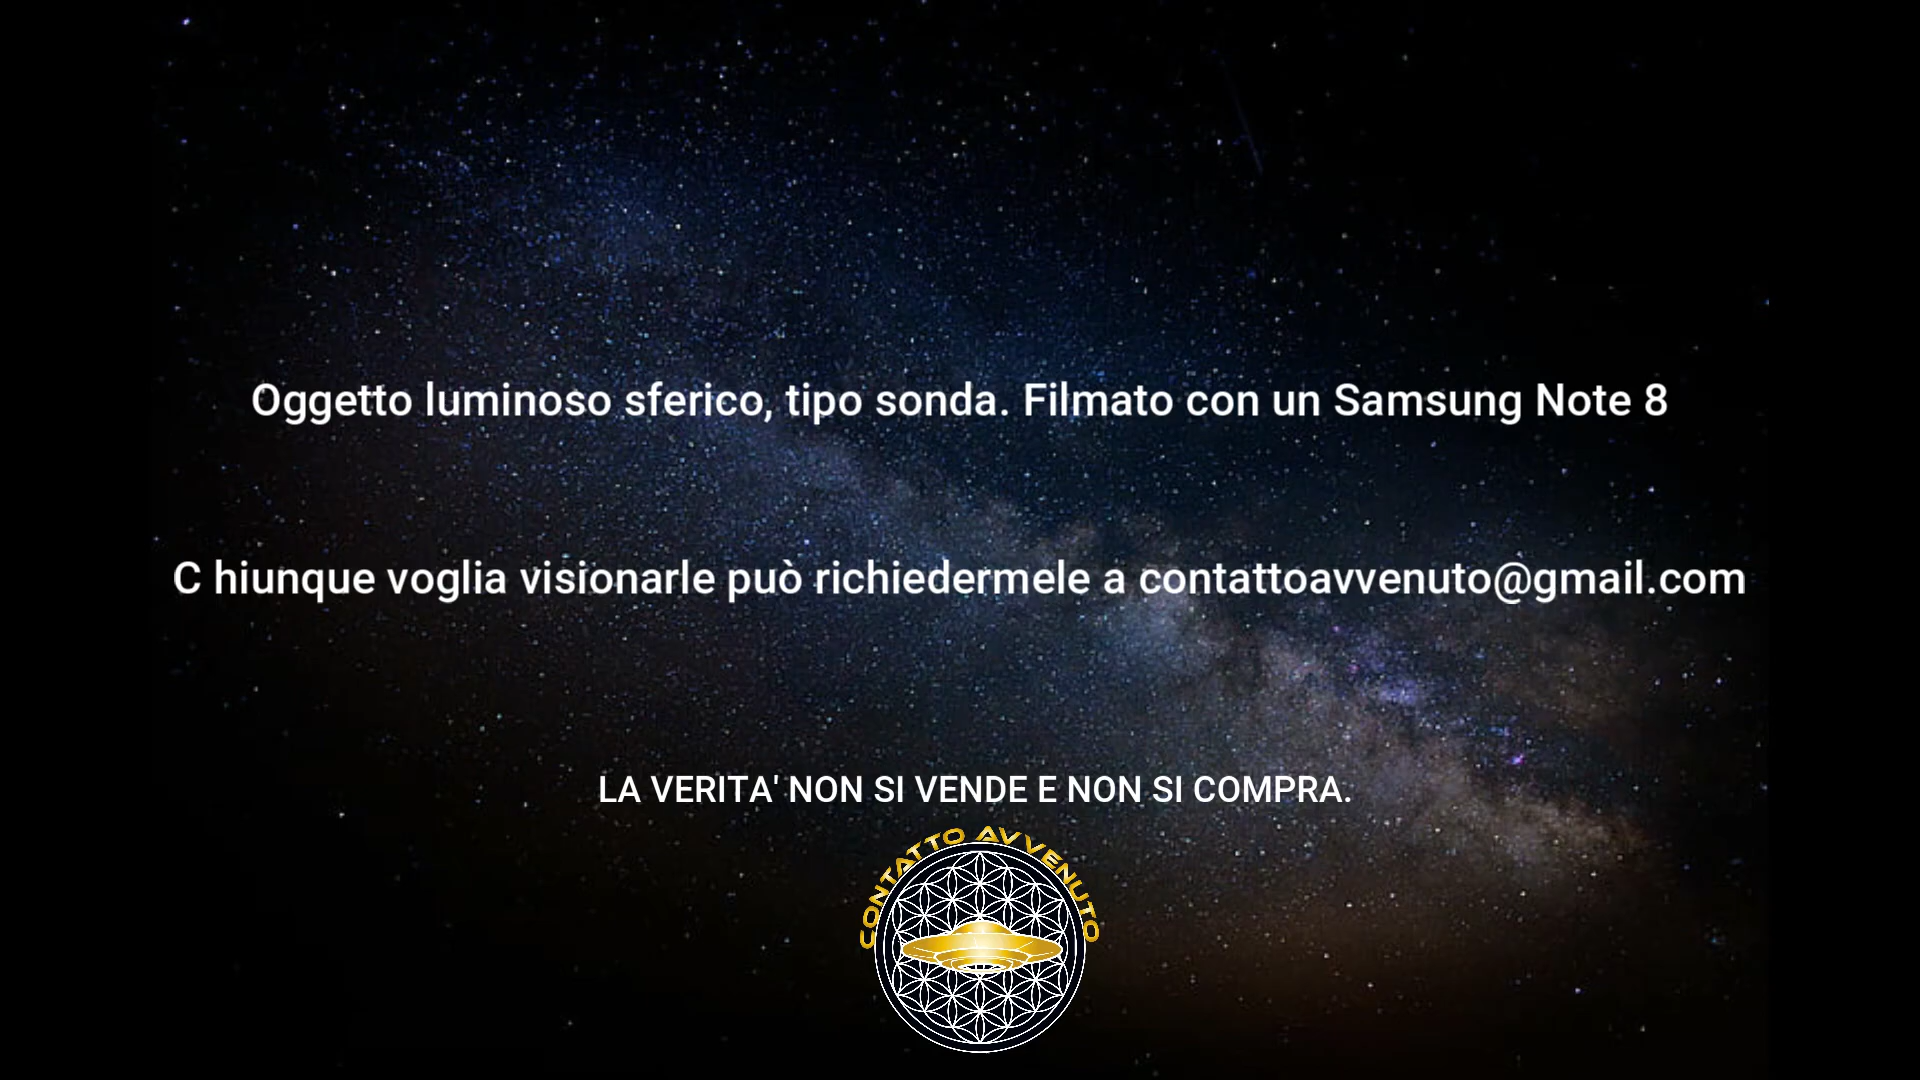 Oggetto luminoso sferico, tipo sonda. Filmato con un Samsung Note 8
C hiunque voglia visionarle può richiedermele a contattoavvenuto@gmail.com
LA VERITA' NON SI VENDE E NON SI COMPRA.
CONTATTO AVVENUTO